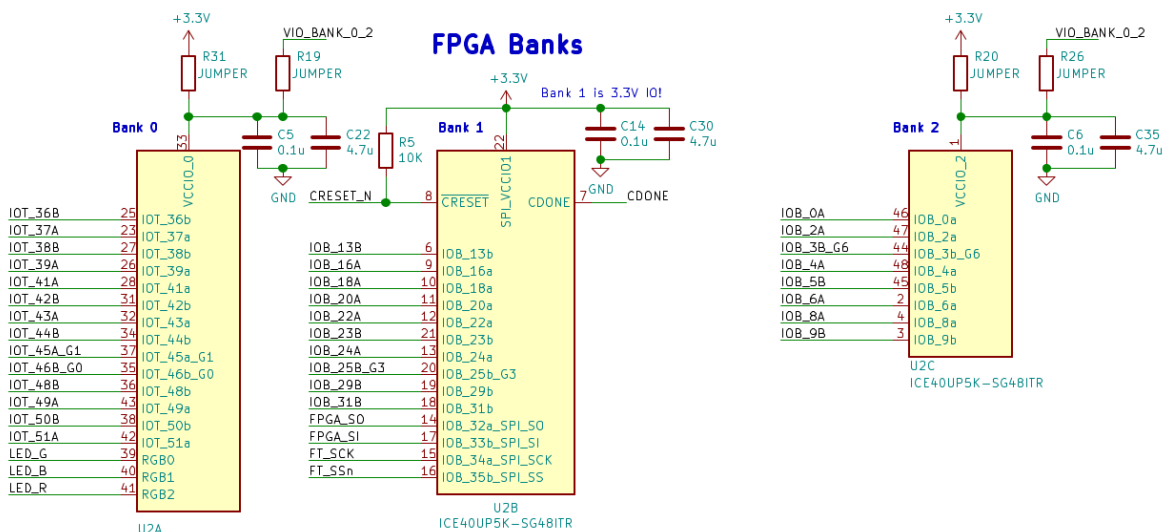 FPGA Banks
+3.3V
VIO_BANK_0_2
R31
JUMPER
R19
JUMPER
Bank 0
C5
0.1u
C22
4.7u
GND
33
VCCIO_0
IOT_36B 25 IOT_36b
IOT_37A 23 IOT_37a
IOT_38B 27 IOT_38b
IOT_39A 26 IOT_39a
IOT_41A 28 IOT_41a
IOT_42B 31 IOT_42b
IOT_43A 32 IOT_43a
IOT_44B 34 IOT_44b
IOT_45A_G1 37 IOT_45a_G1
IOT_46B_G0 35 IOT_46b_G0
IOT_48B 36 IOT_48b
IOT_49A 43 IOT_49a
IOT_50B 38 IOT_50b
IOT_51A 42 IOT_51a
LED_G 39 RGB0
LED_B 40 RGB1
LED_R 41 RGB2
U2A
+3.3V
Bank 1 is 3.3V IO!
R5
10K
Bank 1
C14
0.1u
C30
4.7u
GND
22
SPI_VCCIO1
CRESET_N 8 CRESET
CDONE 7 CDONE
IOB_13B 6 IOB_13b
IOB_16A 9 IOB_16a
IOB_18A 10 IOB_18a
IOB_20A 11 IOB_20a
IOB_22A 12 IOB_22a
IOB_23B 21 IOB_23b
IOB_24A 13 IOB_24a
IOB_25B_G3 20 IOB_25b_G3
IOB_29B 19 IOB_29b
IOB_31B 18 IOB_31b
FPGA_SO 14 IOB_32a_SPI_SO
FPGA_SI 17 IOB_33b_SPI_SI
FT_SCK 15 IOB_34a_SPI_SCK
FT_SSn 16 IOB_35b_SPI_SS
U2B
ICE40UP5K-SG48ITR
+3.3V
VIO_BANK_0_2
R20
JUMPER
R26
JUMPER
Bank 2
C6
0.1u
C35
4.7u
GND
1
VCCIO_2
IOB_0A 46 IOB_0a
IOB_2A 47 IOB_2a
IOB_3B_G6 44 IOB_3b_G6
IOB_4A 48 IOB_4a
IOB_5B 45 IOB_5b
IOB_6A 2 IOB_6a
IOB_8A 4 IOB_8a
IOB_9B 3 IOB_9b
U2C
ICE40UP5K-SG48ITR